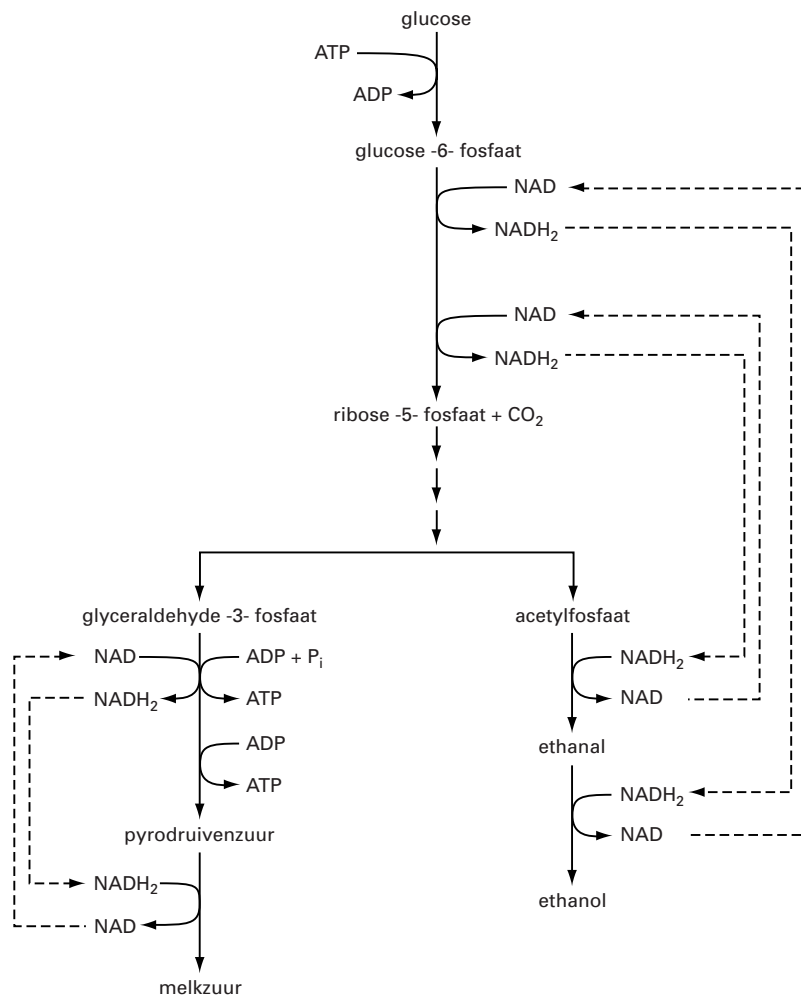 glucose
ATP
ADP
glucose -6- fosfaat
NAD
NADH₂
NAD
NADH₂
ribose -5- fosfaat + CO₂
glyceraldehyde -3- fosfaat
acetylfosfaat
NAD
ADP + Pᵢ
NADH₂
NADH₂
ATP
NAD
ADP
ethanal
ATP
NADH₂
pyrodruivenzuur
NAD
NADH₂
ethanol
NAD
melkzuur